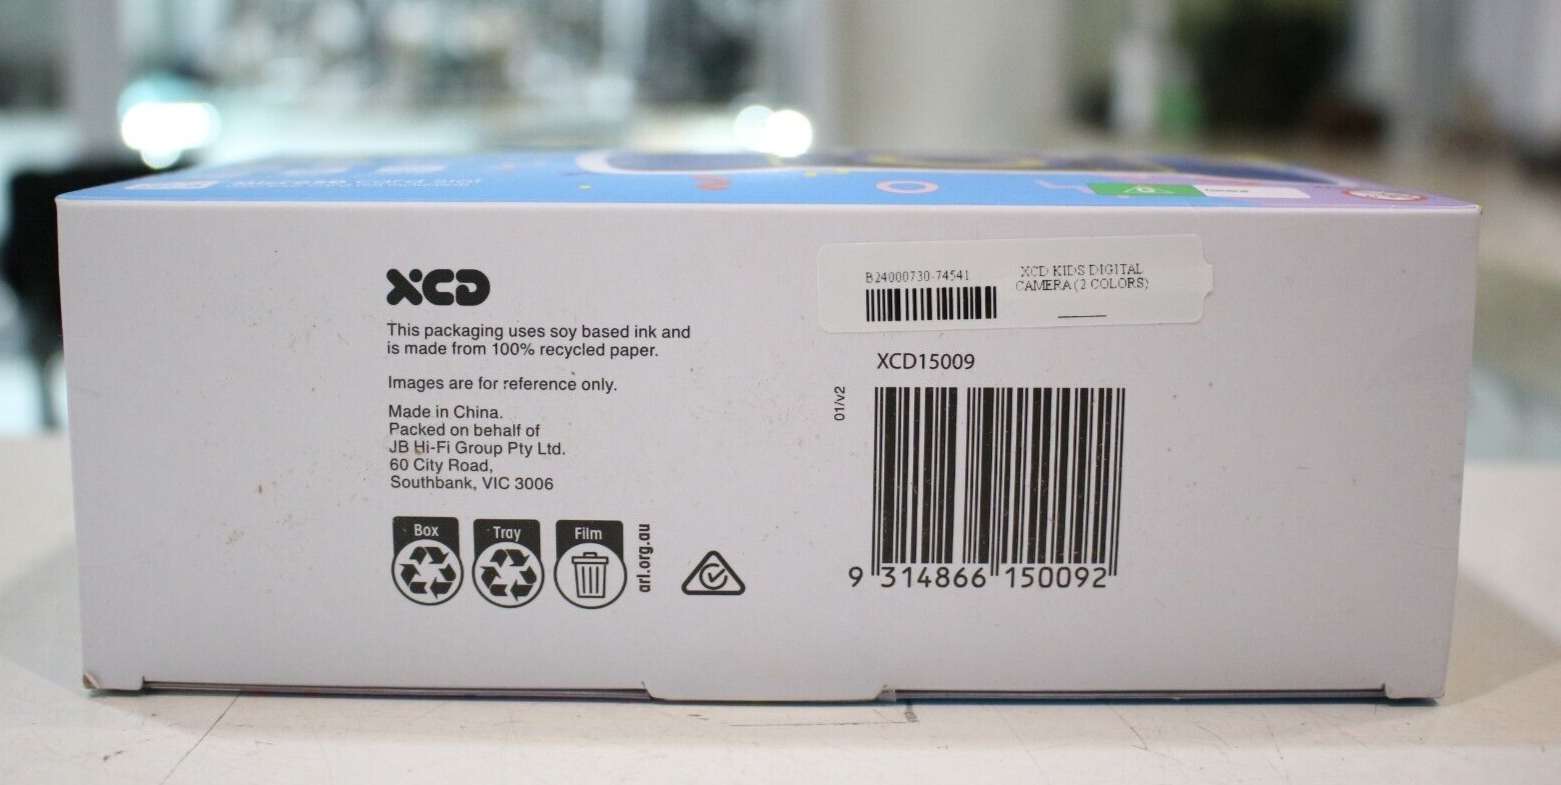 XCD
This packaging uses soy based ink and
is made from 100% recycled paper.
Images are for reference only.
Made in China.
Packed on behalf of
JB Hi-Fi Group Pty Ltd.
60 City Road,
Southbank, VIC 3006
Box
Tray
Film
arl.org.au
B24000730-74541
XCD KIDS DIGITAL
CAMERA (2 COLORS)
XCD15009
01/v2
9 314866 150092